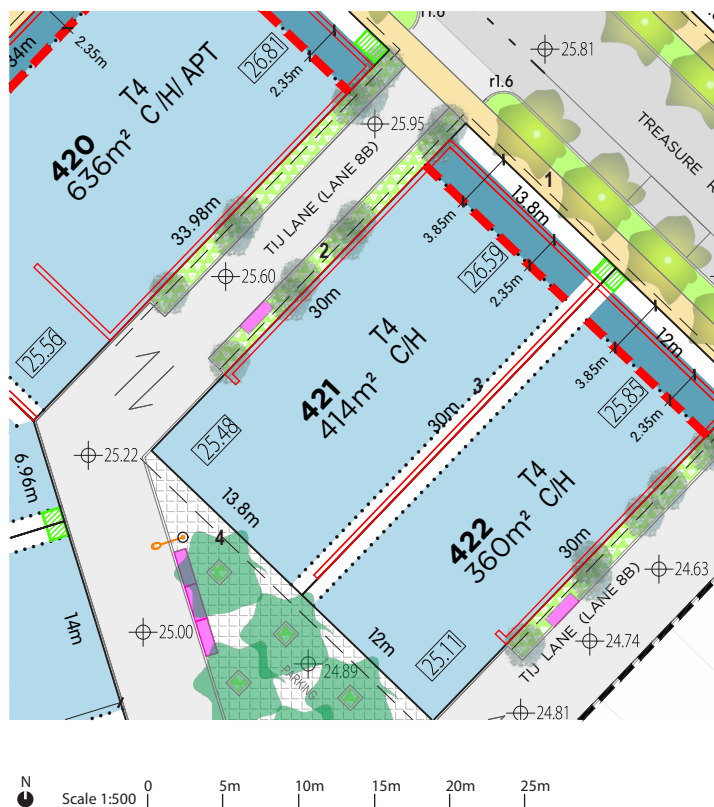 r1.6
34m
2.35m
26.81
2.35m
T4
C /H/ APT
420
636m²
33.98m
25.81
r1.6
TREASURE R
25.95
TIJ LANE (LANE 8B)
1
13.8m
3.85m
26.59
2.35m
2
25.60
30m
12m
3.85m
25.85
2.35m
25.56
T4
C/H
421
414m²
3
30m
25.48
25.22
6.96m
13.8m
4
T4
C/H
422
360m²
30m
24.63
TIJ LANE (LANE 8B)
24.74
14m
25.00
12m
25.11
24.89
PARKING
24.81
N
Scale 1:500
0 5m 10m 15m 20m 25m